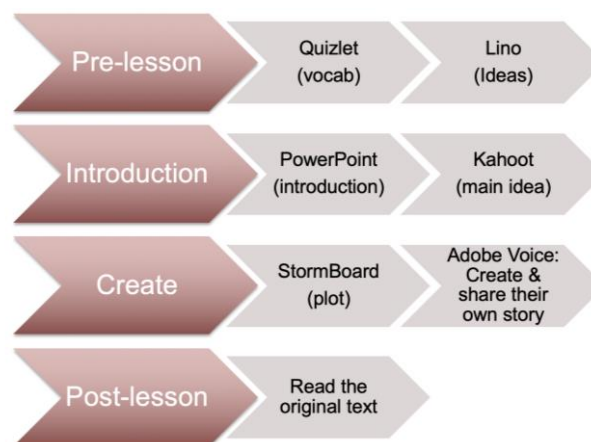 Pre-lesson
Quizlet
(vocab)
Lino
(Ideas)
Introduction
PowerPoint
(introduction)
Kahoot
(main idea)
Create
StormBoard
(plot)
Adobe Voice:
Create &
share their
own story
Post-lesson
Read the
original text